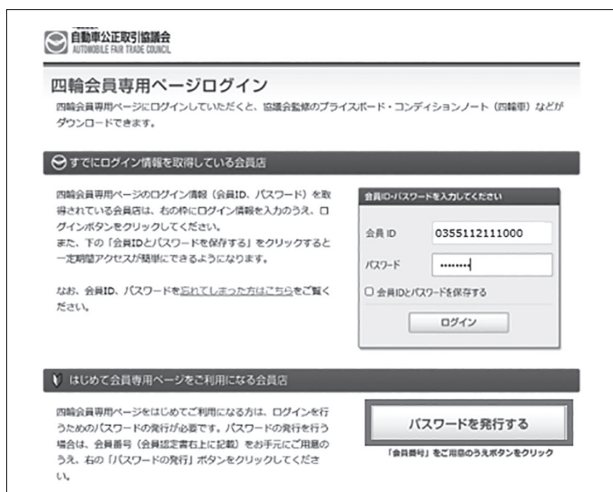 自動車公正取引協議会
AUTOMOBILE FAIR TRADE COUNCIL
四輪会員専用ページログイン
四輪会員専用ページにログインしていただくと、協議会監修のプライスボード・コンディションノート（四輪車）などが
ダウンロードできます。
すでにログイン情報を取得している会員店
四輪会員専用ページのログイン情報（会員ID、パスワード）を取
得されている会員店は、右の枠にログイン情報を入力のうえ、ロ
グインボタンをクリックしてください。
また、下の「会員IDとパスワードを保存する」をクリックすると
一定期間アクセスが簡単にできるようになります。
なお、会員ID、パスワードを忘れてしまった方はこちらをご覧く
ださい。
会員ID・パスワードを入力してください
会員 ID
0355112111000
パスワード
••••••••
会員IDとパスワードを保存する
ログイン
はじめて会員専用ページをご利用になる会員店
四輪会員専用ページをはじめてご利用になる方は、ログインを行
うためのパスワードの発行が必要です。パスワードの発行を行う
場合は、会員番号（会員認定書右上に記載）をお手元にご用意の
うえ、右の「パスワードの発行」ボタンをクリックしてくださ
い。
パスワードを発行する
「会員番号」をご用意のうえボタンをクリック